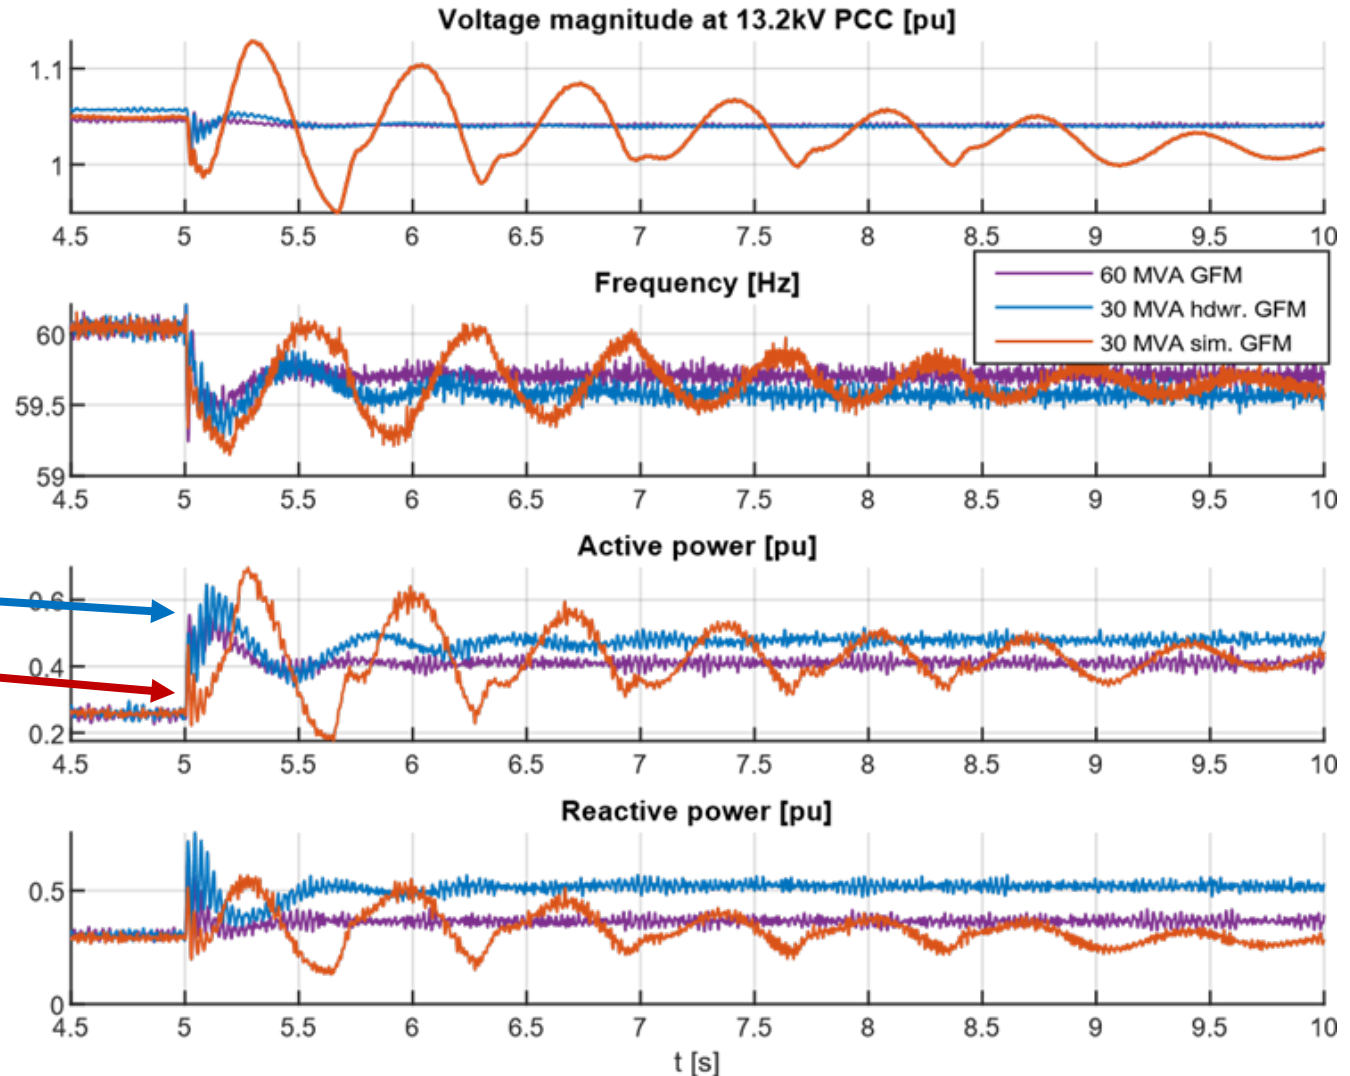 Voltage magnitude at 13.2kV PCC [pu]
1.1
1
4.5 5 5.5 6 6.5 7 7.5 8 8.5 9 9.5 10
Frequency [Hz]
60 MVA GFM
30 MVA hdwr. GFM
30 MVA sim. GFM
60
59.5
59
4.5 5 5.5 6 6.5 7 7.5 8 8.5 9 9.5 10
Active power [pu]
0.6
0.4
0.2
4.5 5 5.5 6 6.5 7 7.5 8 8.5 9 9.5 10
Reactive power [pu]
0.5
0
4.5 5 5.5 6 6.5 7 7.5 8 8.5 9 9.5 10
t [s]